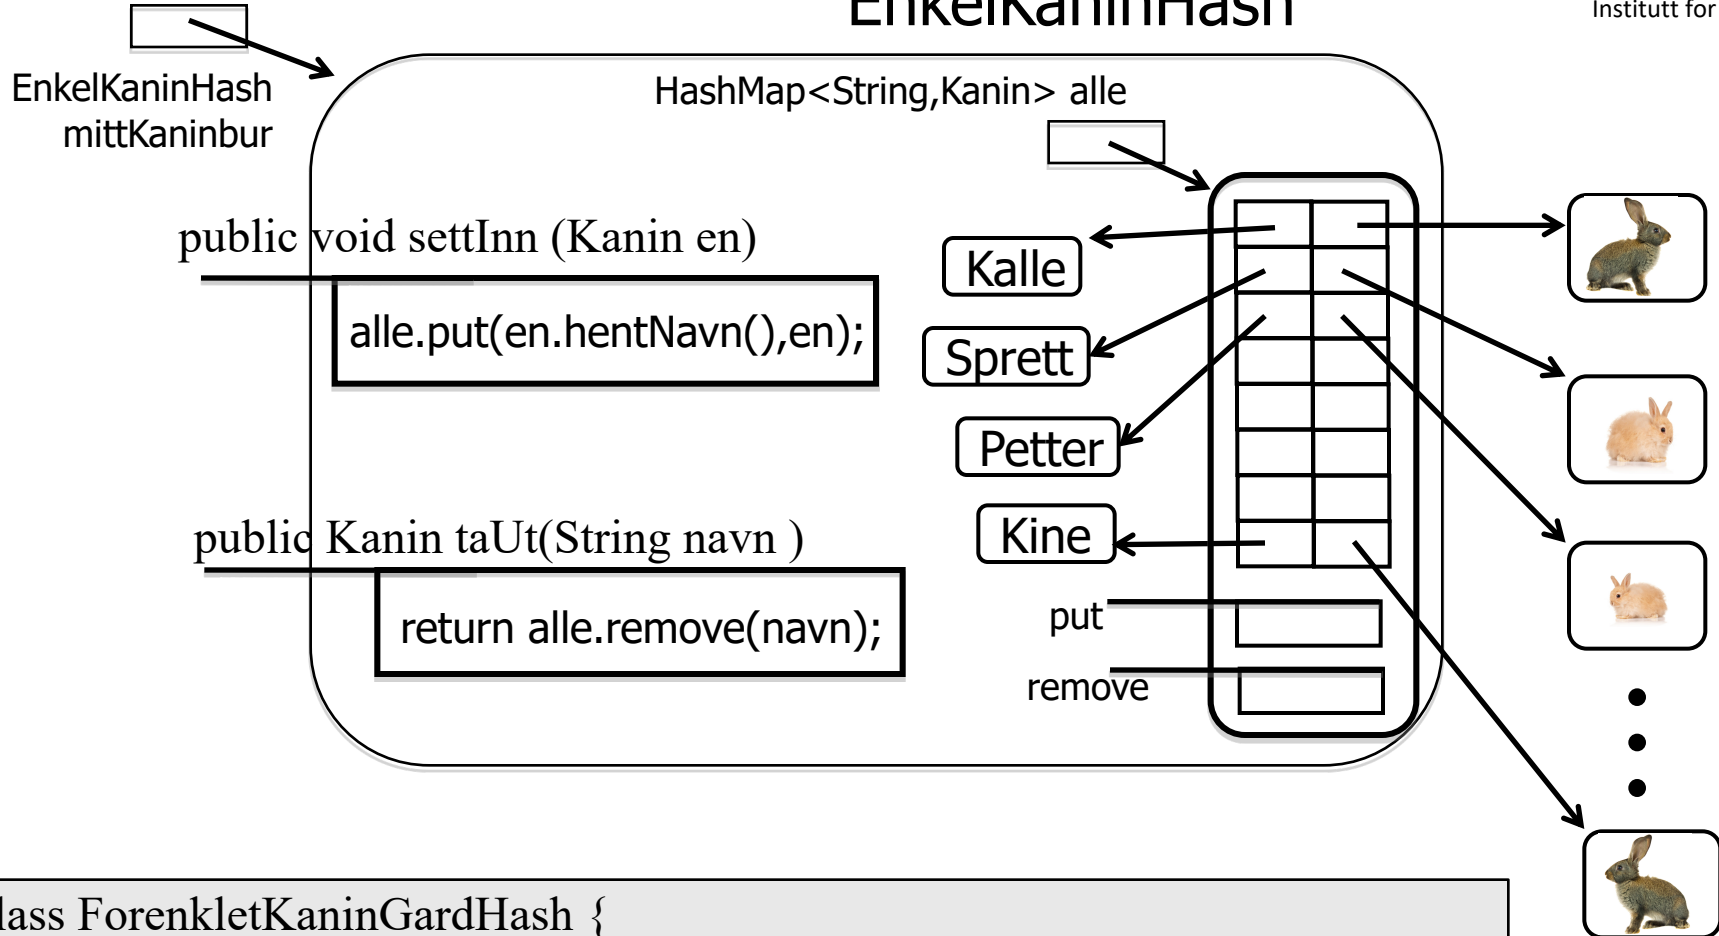 EnkelKaninHash
Institutt for
EnkelKaninHash
mittKaninbur
HashMap<String,Kanin> alle
public void settInn (Kanin en)
alle.put(en.hentNavn(),en);
Kalle
Sprett
Petter
Kine
public Kanin taUt(String navn )
return alle.remove(navn);
put
remove
lass ForenkletKaninGardHash {